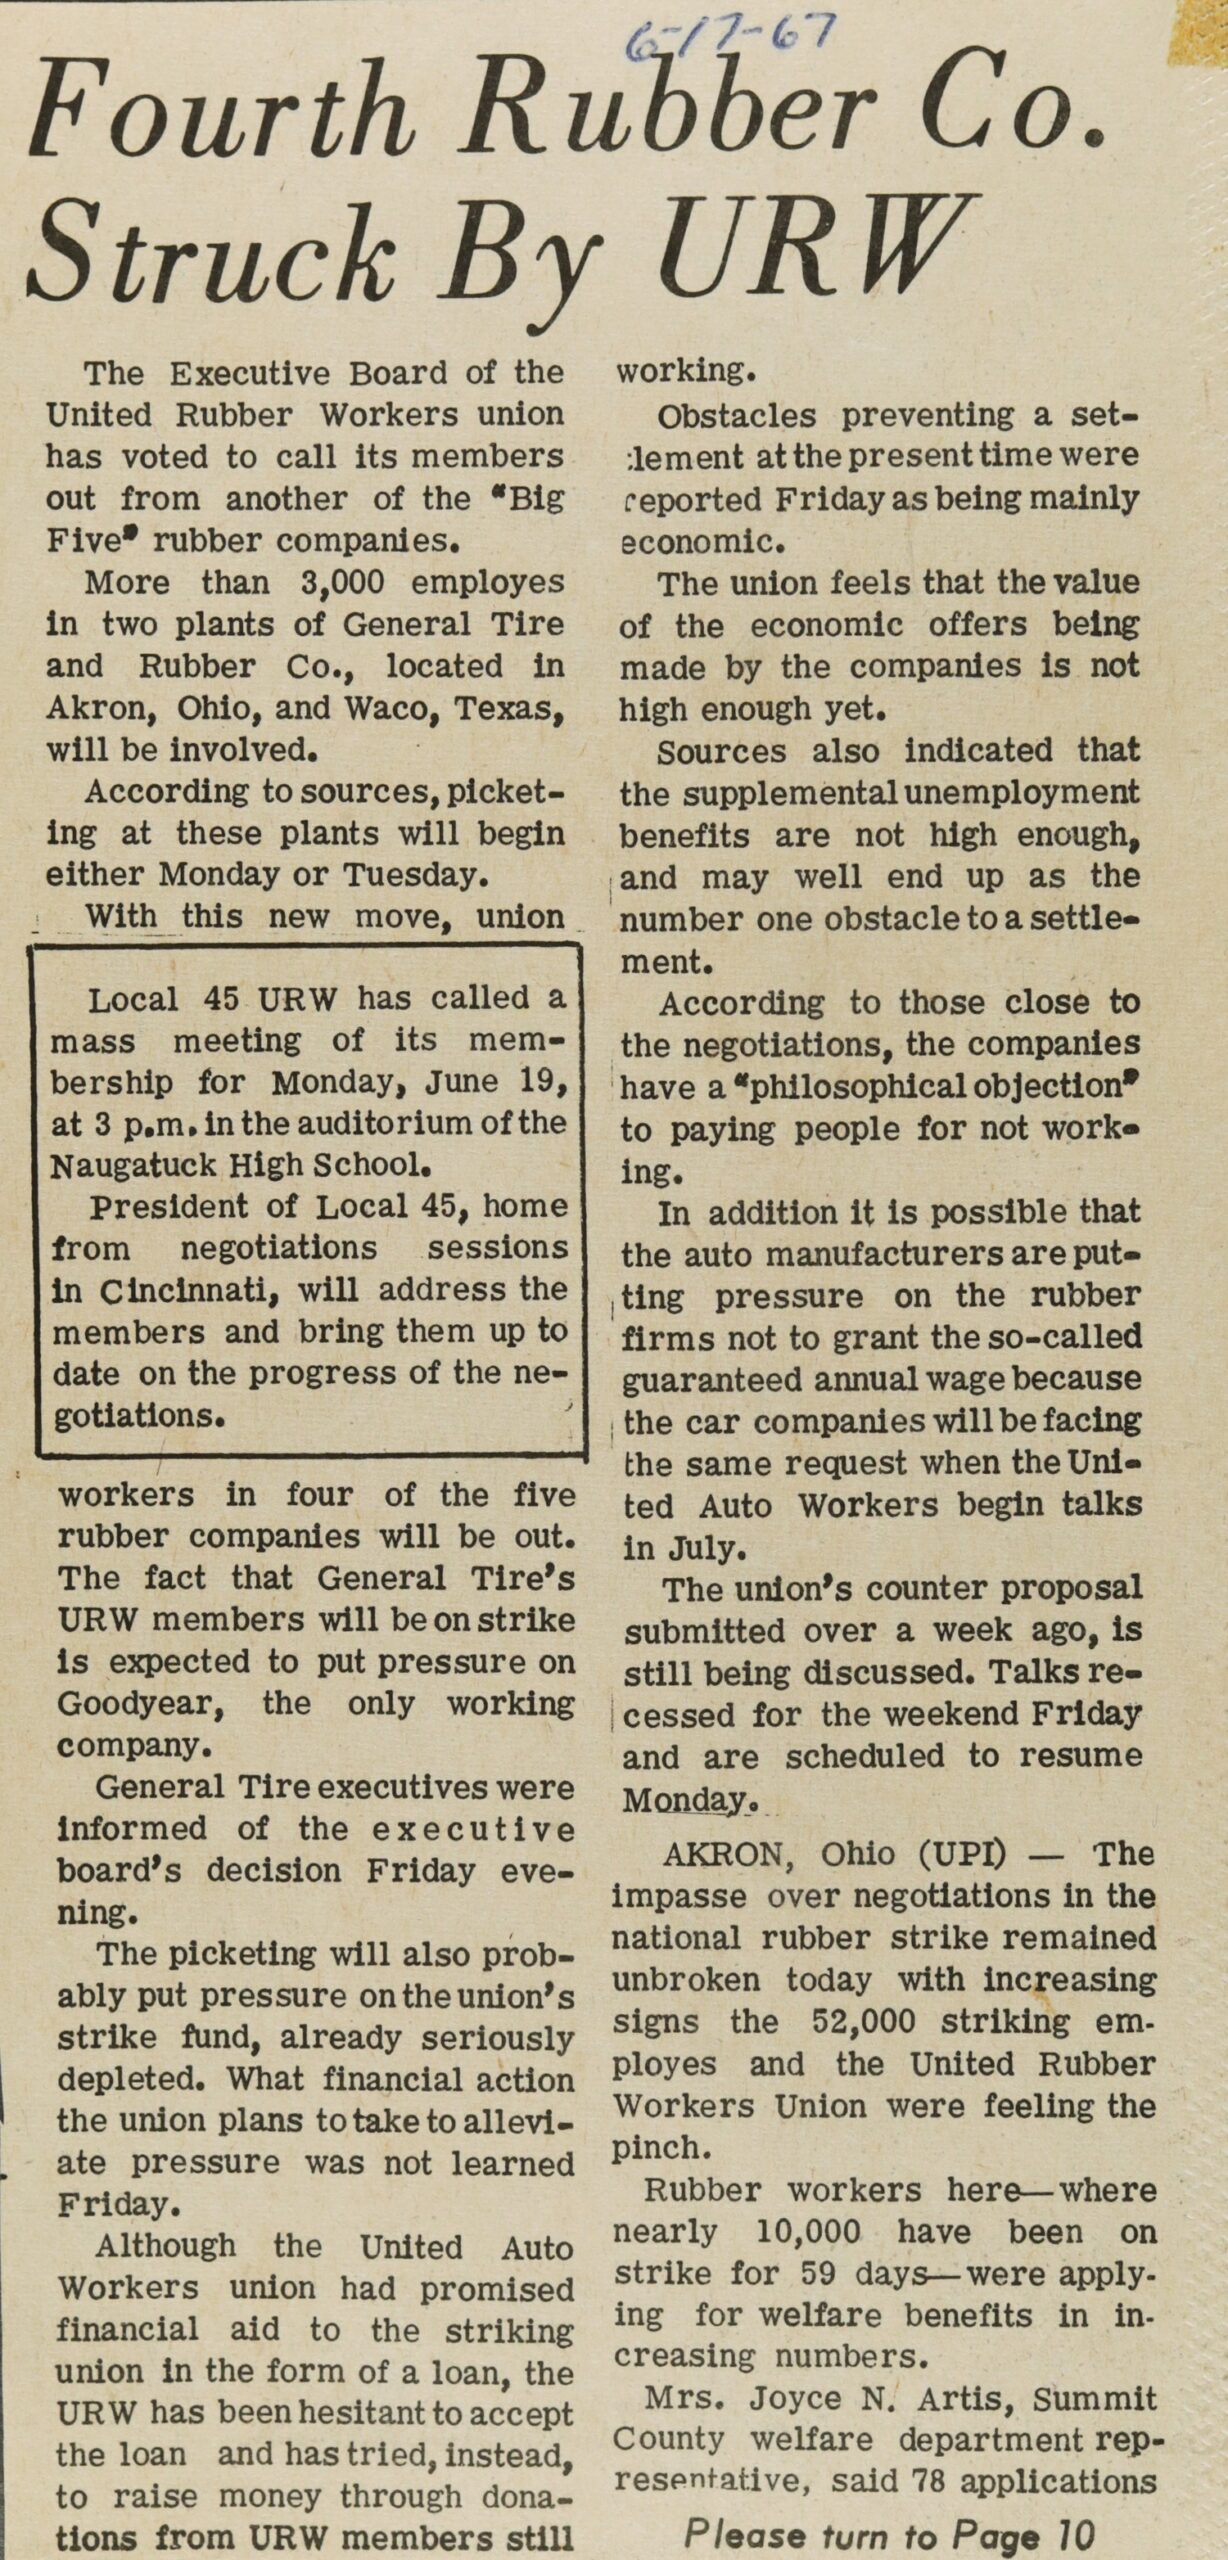 6-17-67
Fourth Rubber Co.
Struck By URW
The Executive Board of the
United Rubber Workers union
has voted to call its members
out from another of the "Big
Five" rubber companies.
More than 3,000 employes
in two plants of General Tire
and Rubber Co., located in
Akron, Ohio, and Waco, Texas,
will be involved.
According to sources, picket-
ing at these plants will begin
either Monday or Tuesday.
With this new move, union
Local 45 URW has called a
mass meeting of its mem-
bership for Monday, June 19,
at 3 p.m. in the auditorium of the
Naugatuck High School.
President of Local 45, home
from negotiations sessions
in Cincinnati, will address the
members and bring them up to
date on the progress of the ne-
gotiations.
workers in four of the five
rubber companies will be out.
The fact that General Tire's
URW members will be on strike
is expected to put pressure on
Goodyear, the only working
company.
General Tire executives were
informed of the executive
board's decision Friday eve-
ning.
The picketing will also prob-
ably put pressure on the union's
strike fund, already seriously
depleted. What financial action
the union plans to take to allevi-
ate pressure was not learned
Friday.
Although the United Auto
Workers union had promised
financial aid to the striking
union in the form of a loan, the
URW has been hesitant to accept
the loan and has tried, instead,
to raise money through dona-
tions from URW members still
working.
Obstacles preventing a set-
tlement at the present time were
reported Friday as being mainly
economic.
The union feels that the value
of the economic offers being
made by the companies is not
high enough yet.
Sources also indicated that
the supplemental unemployment
benefits are not high enough,
and may well end up as the
number one obstacle to a settle-
ment.
According to those close to
the negotiations, the companies
have a "philosophical objection"
to paying people for not work-
ing.
In addition it is possible that
the auto manufacturers are put-
ting pressure on the rubber
firms not to grant the so-called
guaranteed annual wage because
the car companies will be facing
the same request when the Uni-
ted Auto Workers begin talks
in July.
The union's counter proposal
submitted over a week ago, is
still being discussed. Talks re-
cessed for the weekend Friday
and are scheduled to resume
Monday.
AKRON, Ohio (UPI) — The
impasse over negotiations in the
national rubber strike remained
unbroken today with increasing
signs the 52,000 striking em-
ployes and the United Rubber
Workers Union were feeling the
pinch.
Rubber workers here—where
nearly 10,000 have been on
strike for 59 days—were apply-
ing for welfare benefits in in-
creasing numbers.
Mrs. Joyce N. Artis, Summit
County welfare department rep-
resentative, said 78 applications
Please turn to Page 10